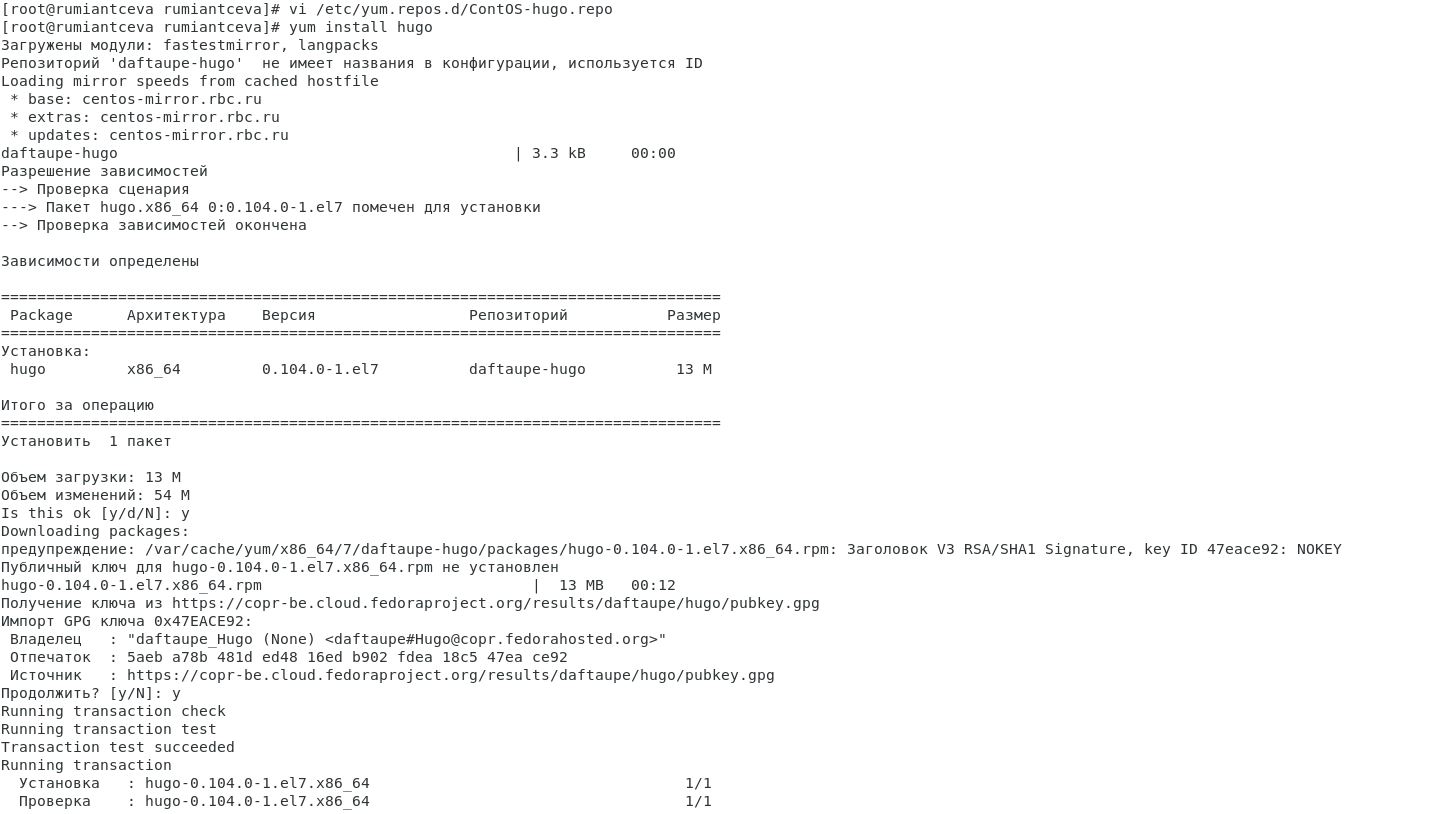 [root@rumiantceva rumiantceva]# vi /etc/yum.repos.d/ContOS-hugo.repo
[root@rumiantceva rumiantceva]# yum install hugo
Загружены модули: fastestmirror, langpacks
Репозиторий 'daftaupe-hugo'  не имеет названия в конфигурации, используется ID
Loading mirror speeds from cached hostfile
 * base: centos-mirror.rbc.ru
 * extras: centos-mirror.rbc.ru
 * updates: centos-mirror.rbc.ru
daftaupe-hugo                                            | 3.3 kB     00:00
Разрешение зависимостей
--> Проверка сценария
---> Пакет hugo.x86_64 0:0.104.0-1.el7 помечен для установки
--> Проверка зависимостей окончена

Зависимости определены

================================================================================
 Package      Архитектура    Версия                 Репозиторий           Размер
================================================================================
Установка:
 hugo         x86_64         0.104.0-1.el7          daftaupe-hugo          13 M

Итого за операцию
================================================================================
Установить  1 пакет

Объем загрузки: 13 M
Объем изменений: 54 M
Is this ok [y/d/N]: y
Downloading packages:
предупреждение: /var/cache/yum/x86_64/7/daftaupe-hugo/packages/hugo-0.104.0-1.el7.x86_64.rpm: Заголовок V3 RSA/SHA1 Signature, key ID 47eace92: NOKEY
Публичный ключ для hugo-0.104.0-1.el7.x86_64.rpm не установлен
hugo-0.104.0-1.el7.x86_64.rpm                              |  13 MB   00:12
Получение ключа из https://copr-be.cloud.fedoraproject.org/results/daftaupe/hugo/pubkey.gpg
Импорт GPG ключа 0x47EACE92:
 Владелец   : "daftaupe_Hugo (None) <daftaupe#Hugo@copr.fedorahosted.org>"
 Отпечаток  : 5aeb a78b 481d ed48 16ed b902 fdea 18c5 47ea ce92
 Источник   : https://copr-be.cloud.fedoraproject.org/results/daftaupe/hugo/pubkey.gpg
Продолжить? [y/N]: y
Running transaction check
Running transaction test
Transaction test succeeded
Running transaction
  Установка   : hugo-0.104.0-1.el7.x86_64                                   1/1
  Проверка    : hugo-0.104.0-1.el7.x86_64                                   1/1